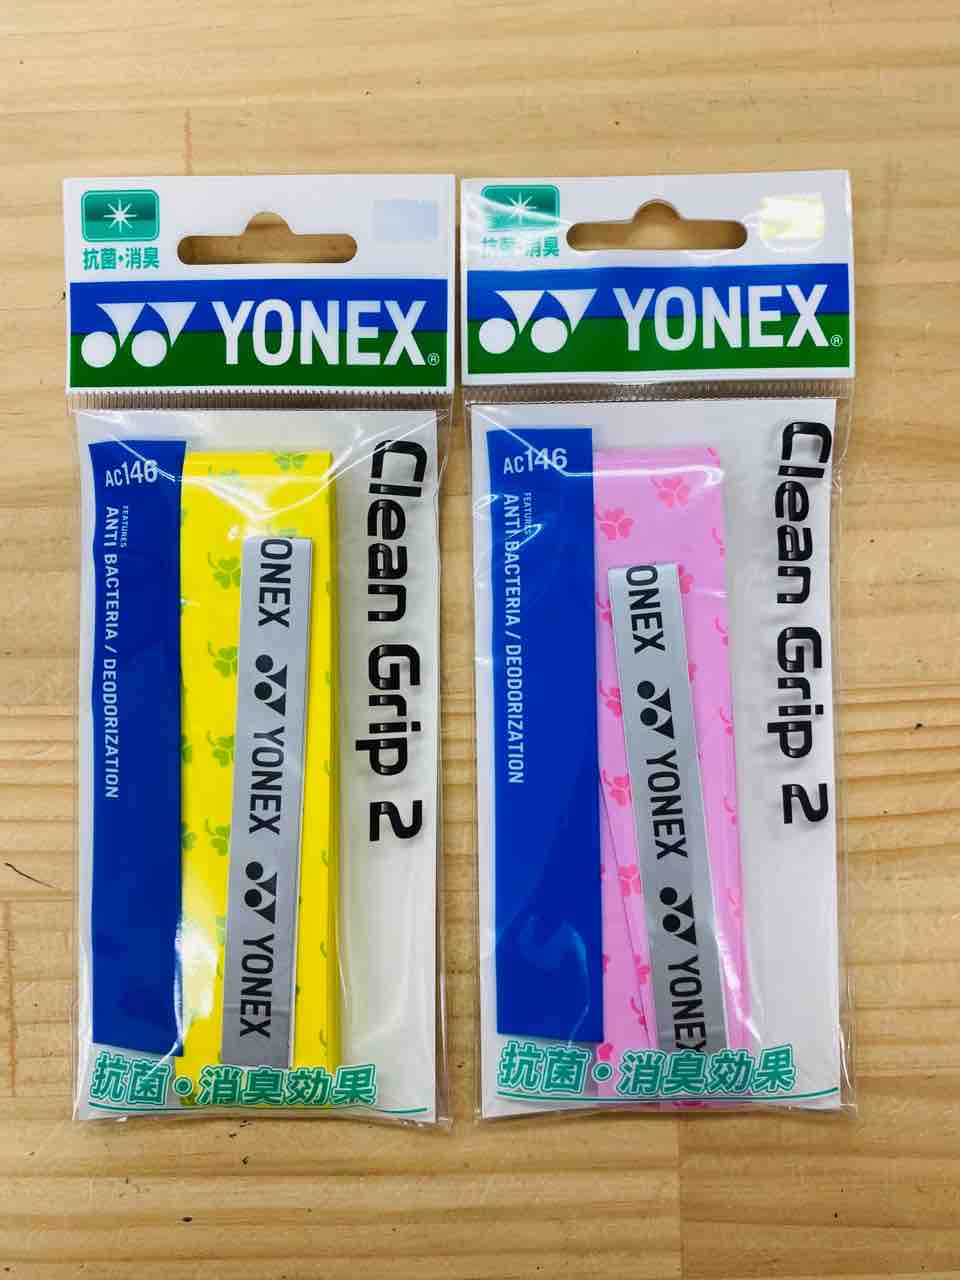 抗菌・消臭
YONEX®
AC146
FEATURES
ANTI BACTERIA / DEODORIZATION
Clean Grip 2
ONEX YONEX YONEX
抗菌・消臭効果
抗菌・消臭
YONEX®
AC146
FEATURES
ANTI BACTERIA / DEODORIZATION
Clean Grip 2
ONEX YONEX YONEX
抗菌・消臭効果